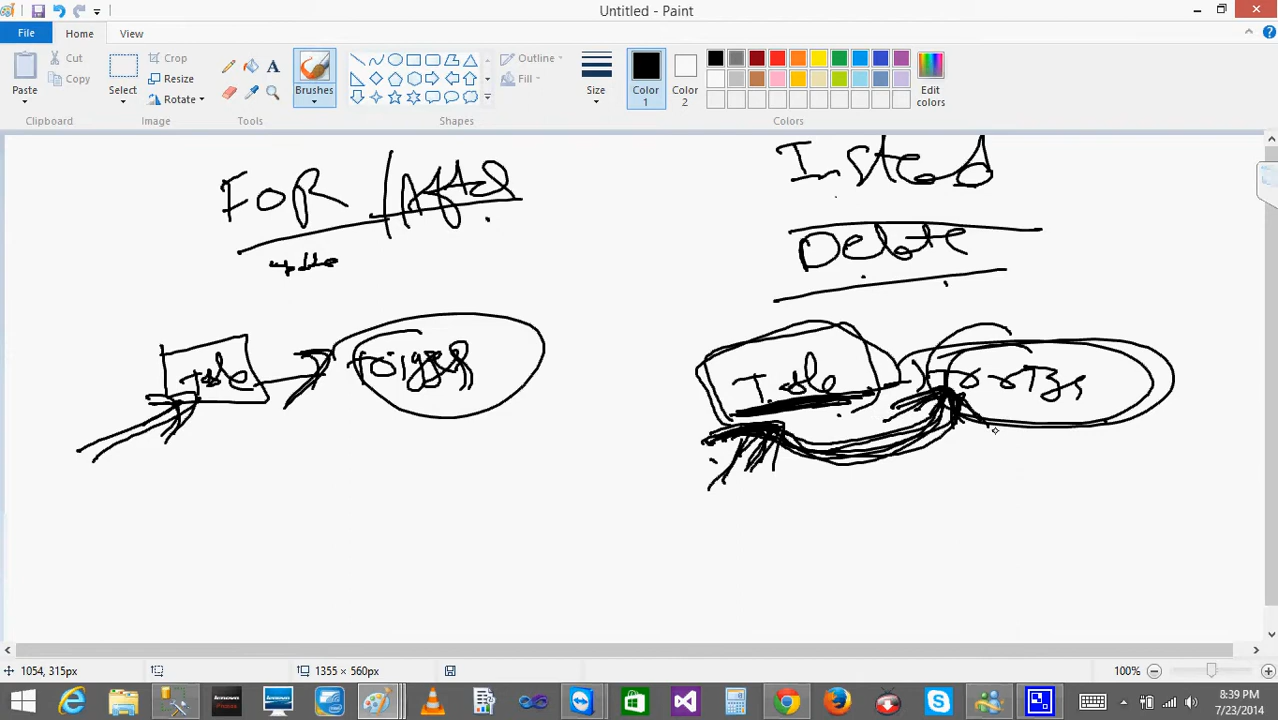 Untitled - Paint
File Home View
Cut
Copy
Paste
Clipboard
Crop
Resize
Rotate
Select
Image
Tools
Brushes
Outline
Fill
Shapes
Size
Color 1
Color 2
Edit colors
Colors
FOR /
Insted
update
Delate
Table
Table
1054, 315px
1355 × 560px
100%
8:39 PM
7/23/2014